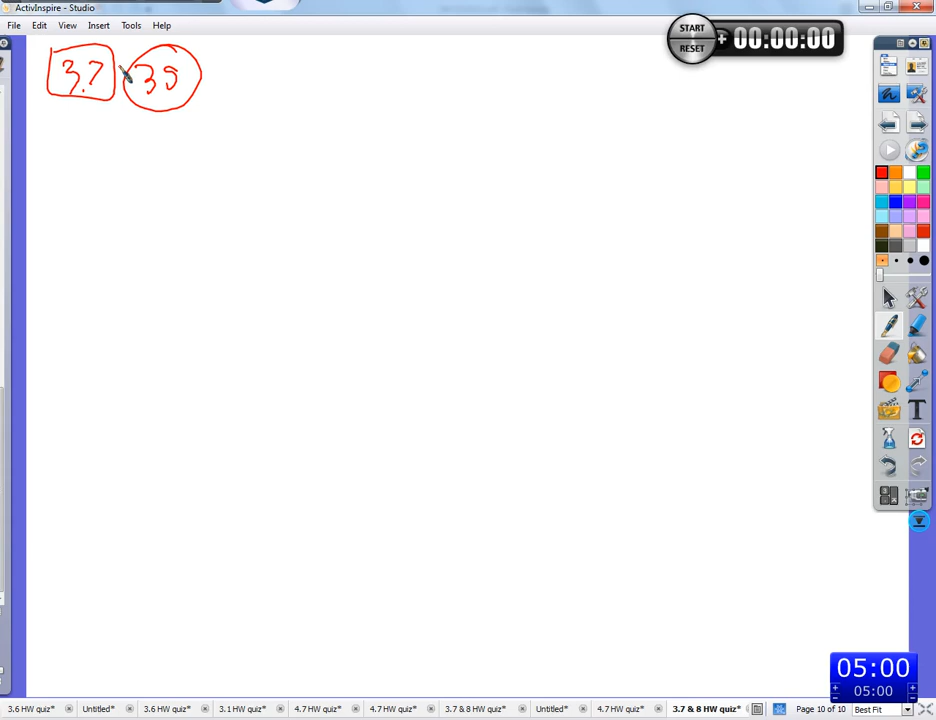 ActivInspire - Studio
File Edit View Insert Tools Help
START
RESET
00:00:00
3.7 38
05:00
05:00
3.6 HW quiz* Untitled* 3.6 HW quiz* 3.1 HW quiz* 4.7 HW quiz* 4.7 HW quiz* 3.7 & 8 HW quiz* Untitled* 4.7 HW quiz* 3.7 & 8 HW quiz* Page 10 of 10 Best Fit